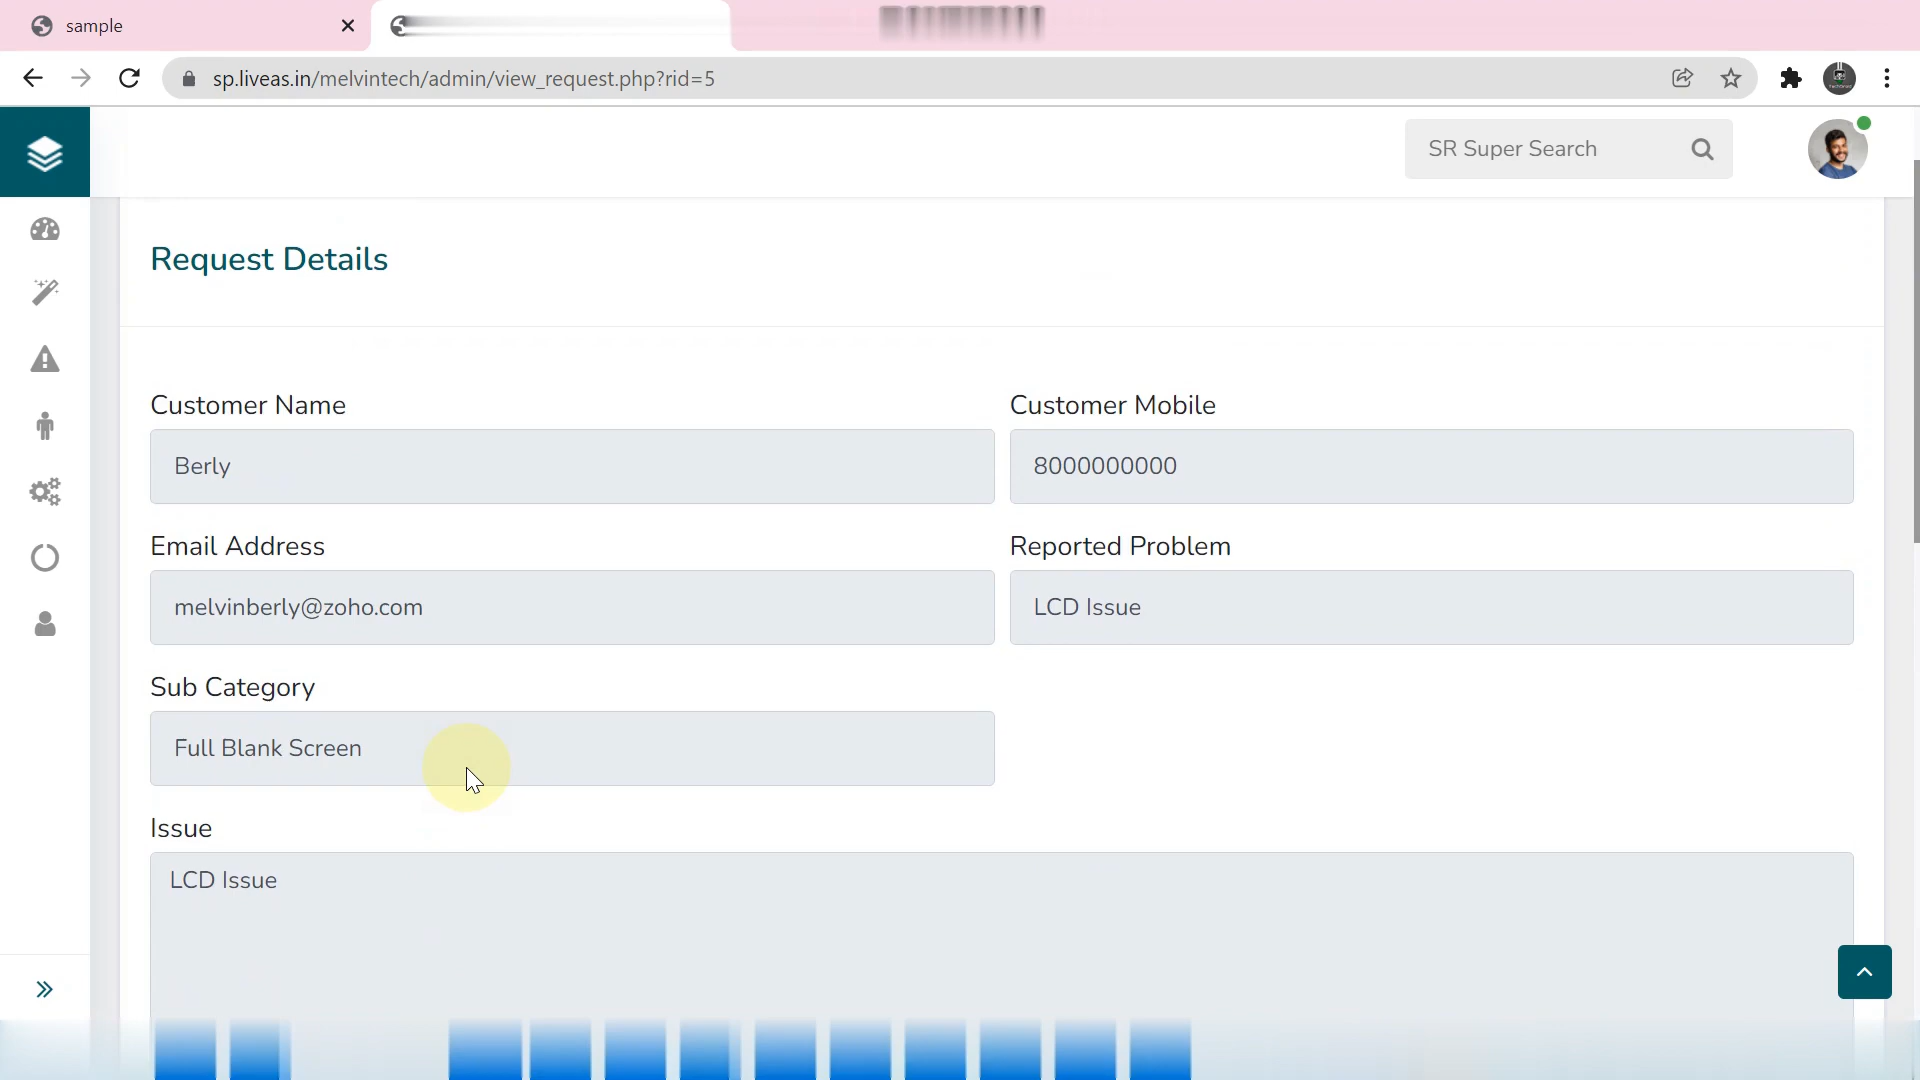 sample
sp.liveas.in/melvintech/admin/view_request.php?rid=5
SR Super Search
Request Details
Customer Name
Customer Mobile
Berly
8000000000
Email Address
Reported Problem
melvinberly@zoho.com
LCD Issue
Sub Category
Full Blank Screen
Issue
LCD Issue